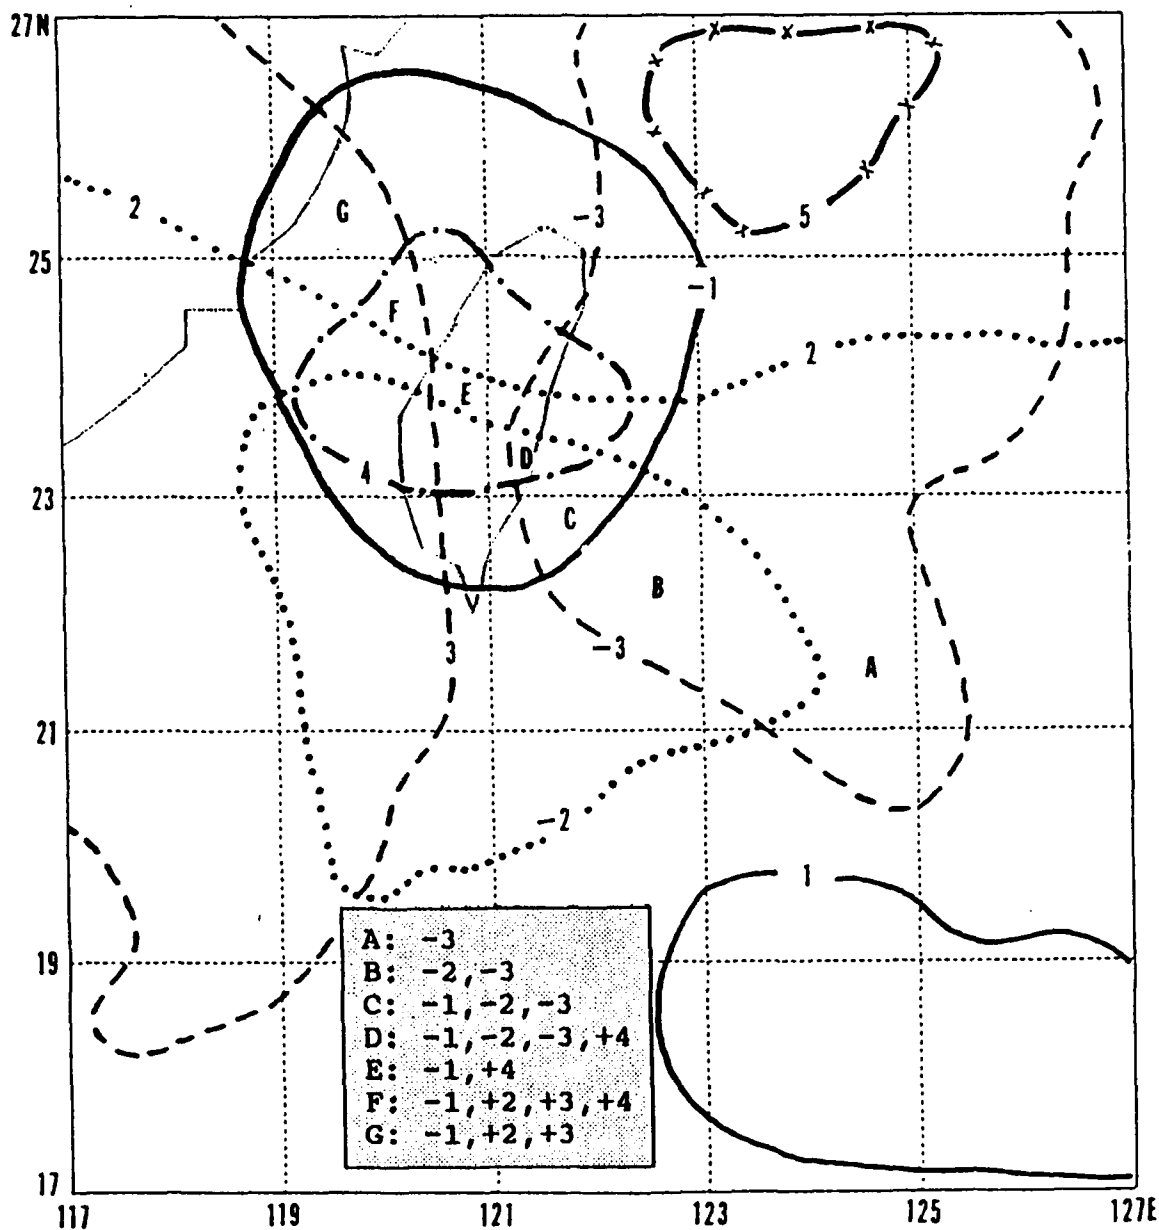 27N
G
2
-3
5
25
-1
F
2
E
4
D
23
C
B
3
-3
A
21
-2
1
A: -3
B: -2,-3
19
C: -1,-2,-3
D: -1,-2,-3,+4
E: -1,+4
F: -1,+2,+3,+4
G: -1,+2,+3
17
117 119 121 123 125 127E